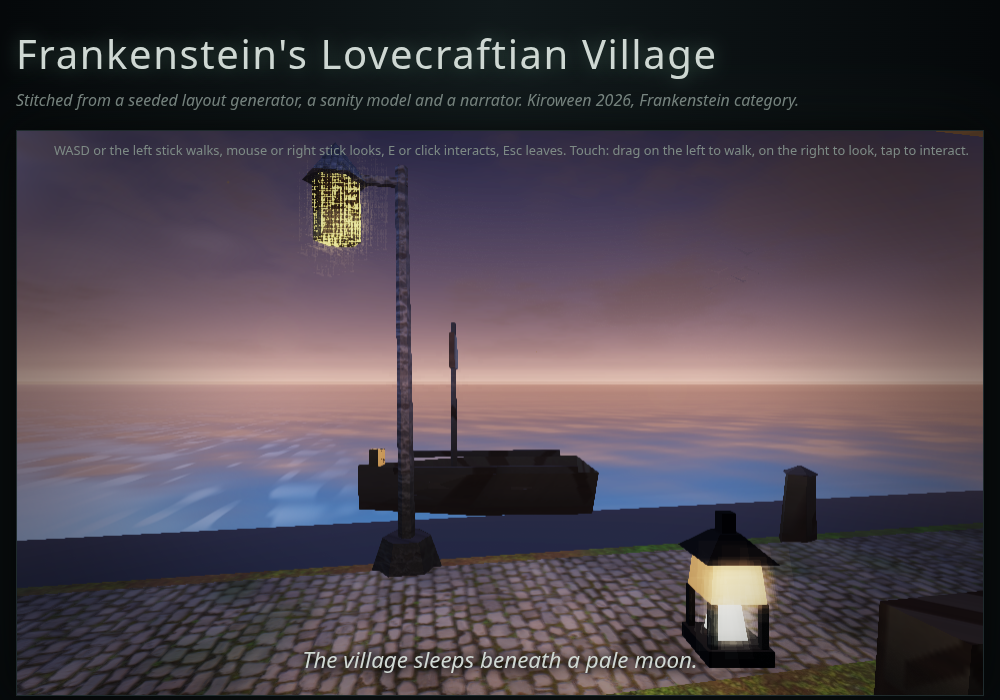 Frankenstein's Lovecraftian Village
Stitched from a seeded layout generator, a sanity model and a narrator. Kiroween 2026, Frankenstein category.
WASD or the left stick walks, mouse or right stick looks, E or click interacts, Esc leaves. Touch: drag on the left to walk, on the right to look, tap to interact.
The village sleeps beneath a pale moon.